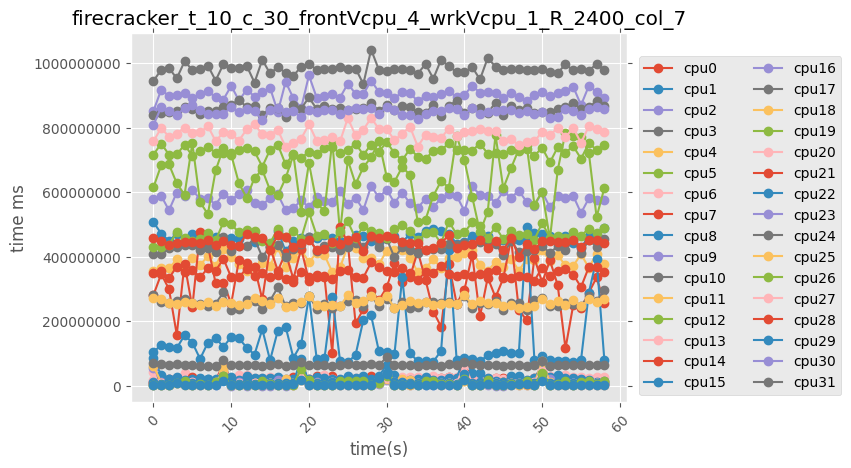 firecracker_t_10_c_30_frontVcpu_4_wrkVcpu_1_R_2400_col_7
time ms
1000000000
800000000
600000000
400000000
200000000
0
0 10 20 30 40 50 60
time(s)
cpu0 cpu16
cpu1 cpu17
cpu2 cpu18
cpu3 cpu19
cpu4 cpu20
cpu5 cpu21
cpu6 cpu22
cpu7 cpu23
cpu8 cpu24
cpu9 cpu25
cpu10 cpu26
cpu11 cpu27
cpu12 cpu28
cpu13 cpu29
cpu14 cpu30
cpu15 cpu31